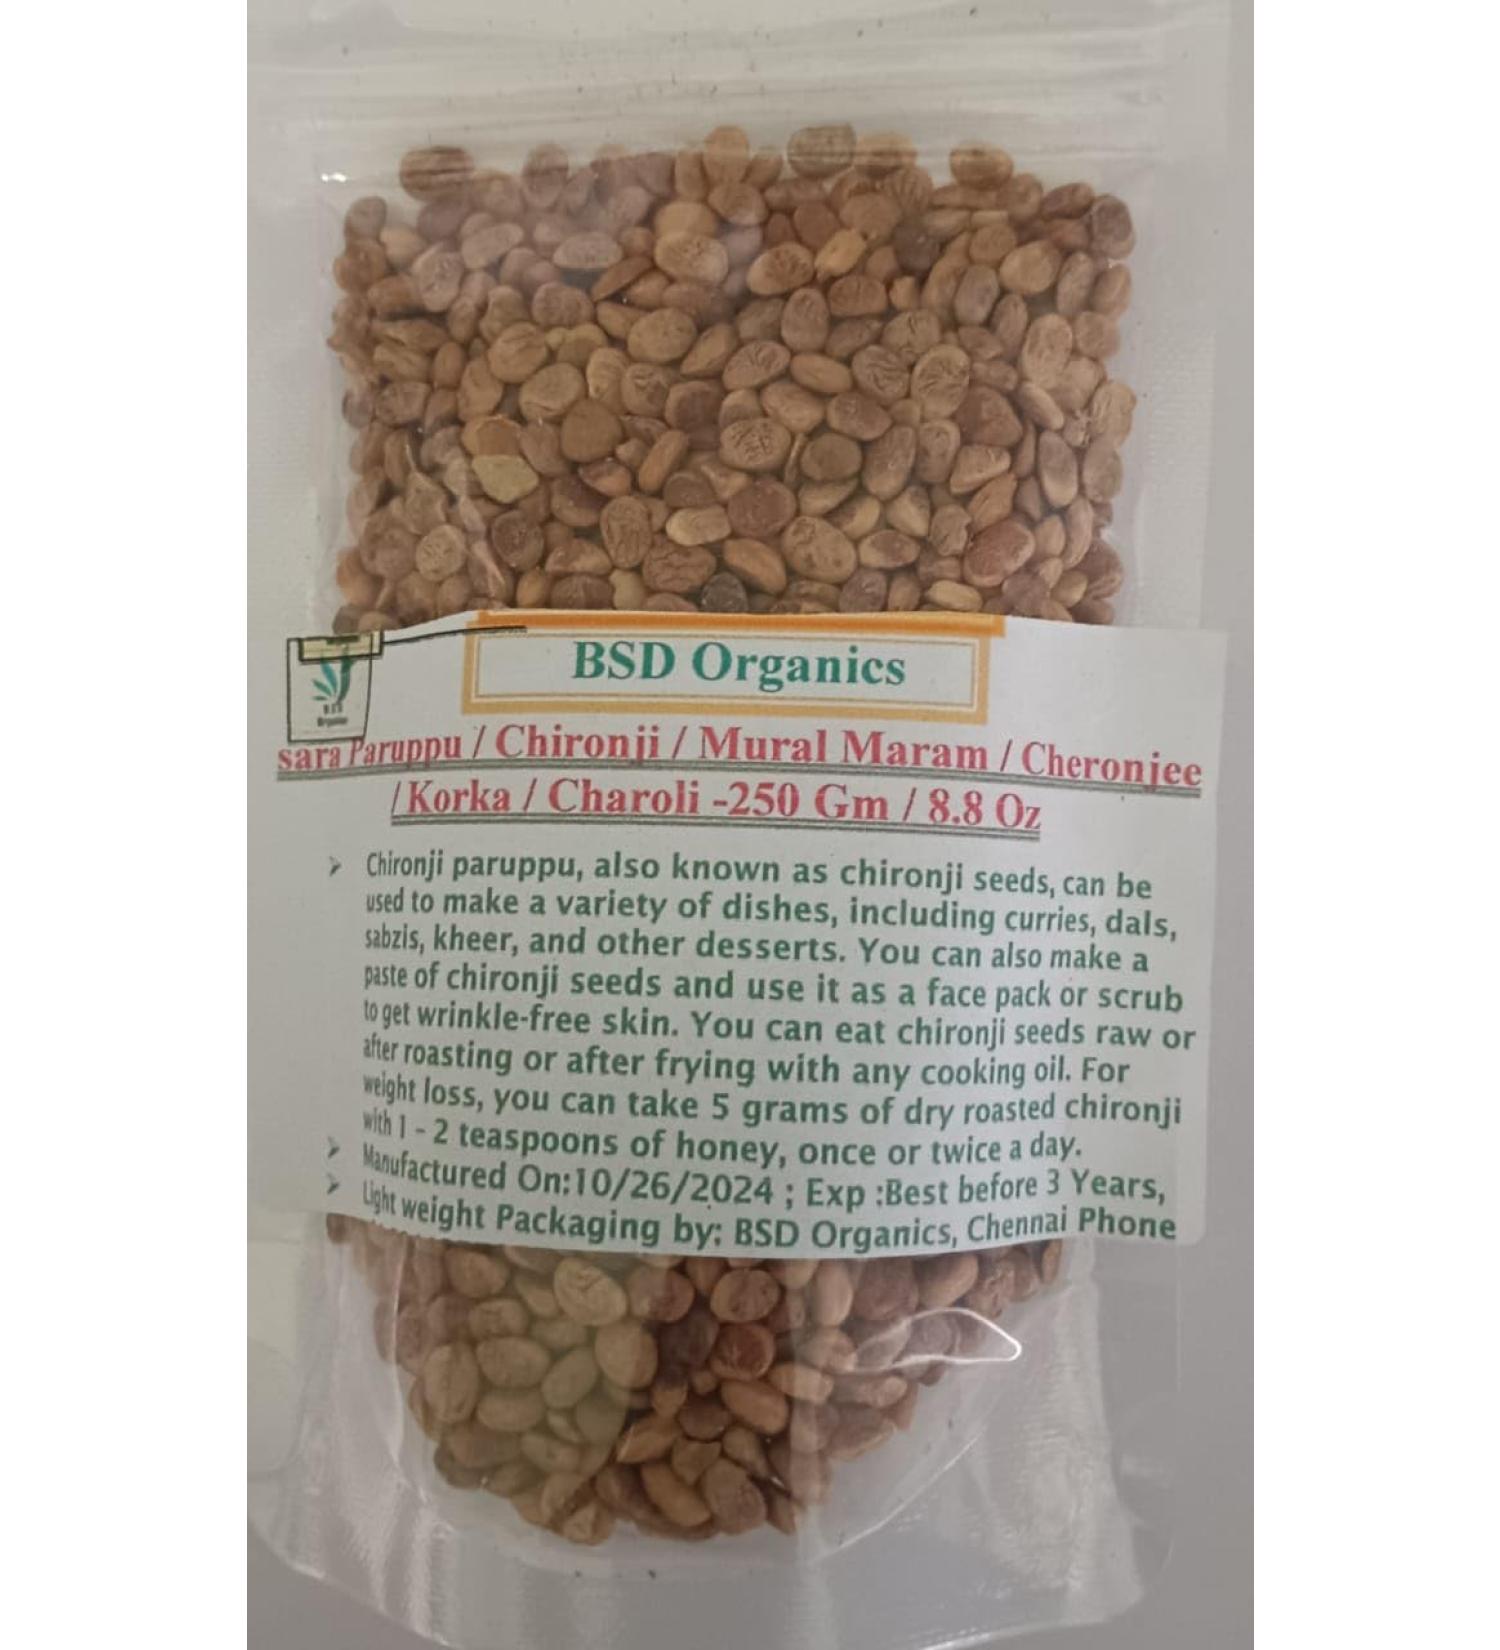 BSD Organics
B.S.D
Organics
sara Paruppu / Chironji / Mural Maram / Cheronjee
/ Korka / Charoli -250 Gm / 8.8 Oz
➢ Chironji paruppu, also known as chironji seeds, can be
used to make a variety of dishes, including curries, dals,
sabzis, kheer, and other desserts. You can also make a
paste of chironji seeds and use it as a face pack or scrub
to get wrinkle-free skin. You can eat chironji seeds raw or
after roasting or after frying with any cooking oil. For
weight loss, you can take 5 grams of dry roasted chironji
with 1 - 2 teaspoons of honey, once or twice a day.
➢ Manufactured On:10/26/2024 ; Exp :Best before 3 Years,
➢ Light weight Packaging by: BSD Organics, Chennai Phone